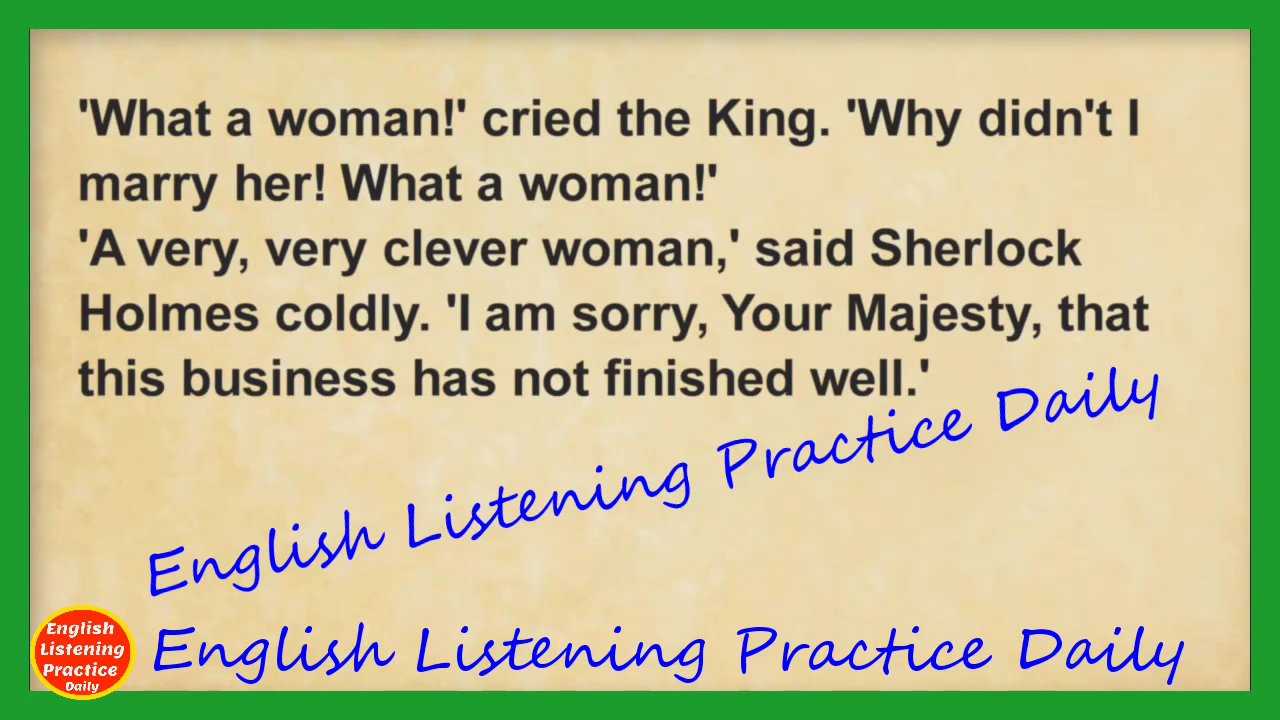 'What a woman!' cried the King. 'Why didn't I
marry her! What a woman!'
'A very, very clever woman,' said Sherlock
Holmes coldly. 'I am sorry, Your Majesty, that
this business has not finished well.'
English Listening Practice Daily
English
Listening
Practice
Daily
English Listening Practice Daily